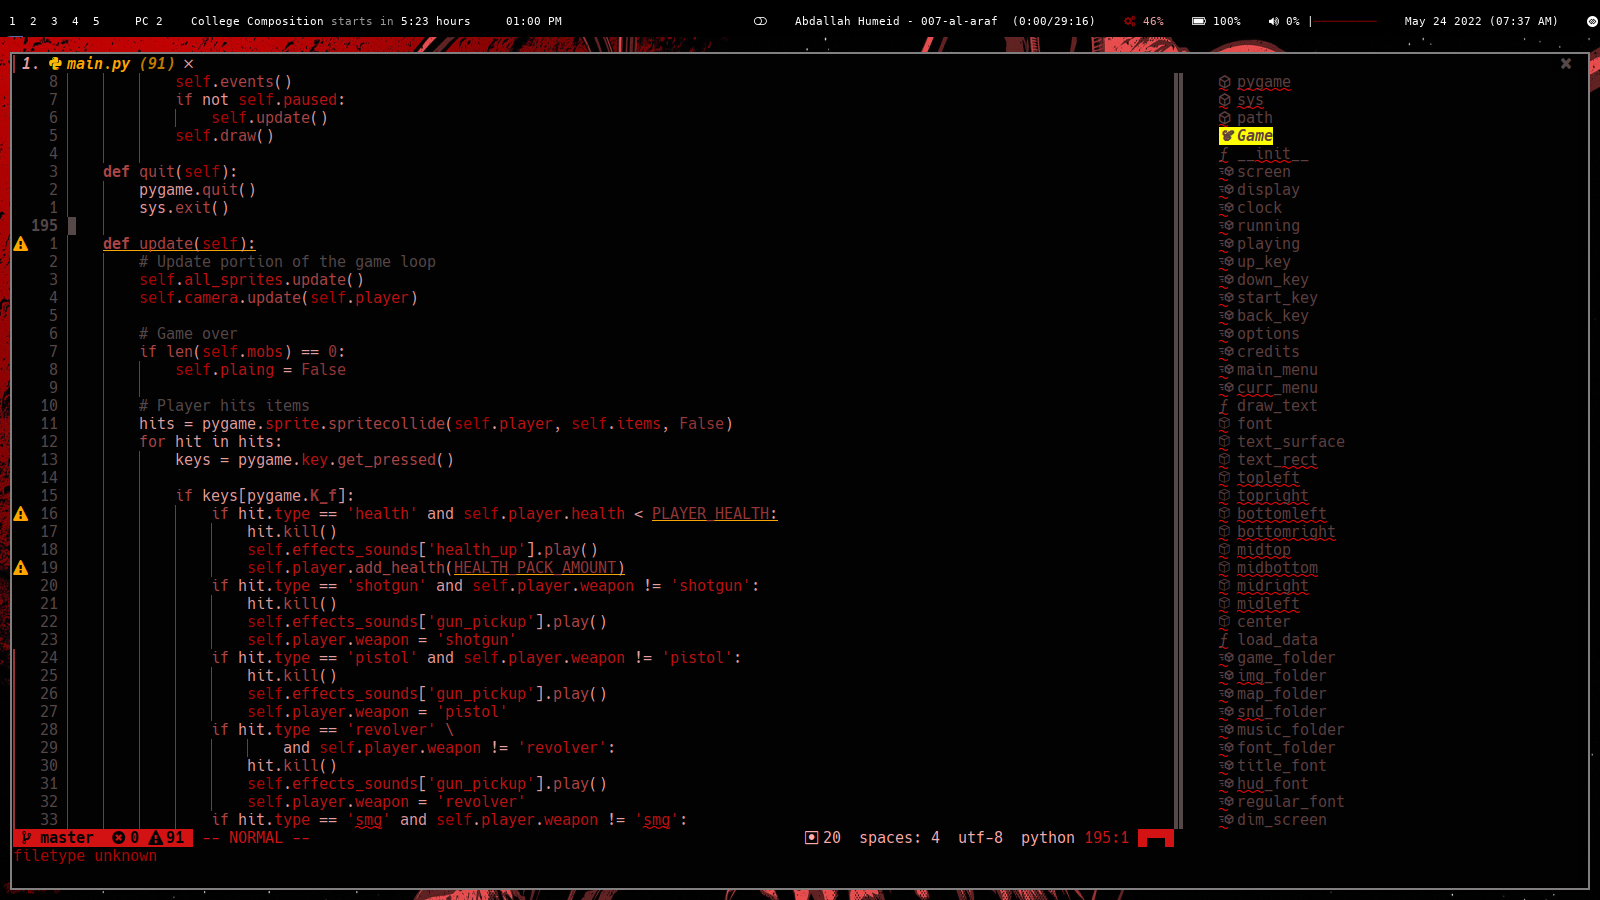 1 2 3 4 5 PC 2 College Composition starts in 5:23 hours 01:00 PM Abdallah Humeid - 007-al-araf (0:00/29:16) 46% 100% 0% May 24 2022 (07:37 AM)
1. main.py (91) ×
8 self.events()
7 if not self.paused:
6 self.update()
5 self.draw()
4
3 def quit(self):
2 pygame.quit()
1 sys.exit()
195
1 def update(self):
2 # Update portion of the game loop
3 self.all_sprites.update()
4 self.camera.update(self.player)
5
6 # Game over
7 if len(self.mobs) == 0:
8 self.plaing = False
9
10 # Player hits items
11 hits = pygame.sprite.spritecollide(self.player, self.items, False)
12 for hit in hits:
13 keys = pygame.key.get_pressed()
14
15 if keys[pygame.K_f]:
16 if hit.type == 'health' and self.player.health < PLAYER_HEALTH:
17 hit.kill()
18 self.effects_sounds['health_up'].play()
19 self.player.add_health(HEALTH_PACK_AMOUNT)
20 if hit.type == 'shotgun' and self.player.weapon != 'shotgun':
21 hit.kill()
22 self.effects_sounds['gun_pickup'].play()
23 self.player.weapon = 'shotgun'
24 if hit.type == 'pistol' and self.player.weapon != 'pistol':
25 hit.kill()
26 self.effects_sounds['gun_pickup'].play()
27 self.player.weapon = 'pistol'
28 if hit.type == 'revolver' \
29 and self.player.weapon != 'revolver':
30 hit.kill()
31 self.effects_sounds['gun_pickup'].play()
32 self.player.weapon = 'revolver'
33 if hit.type == 'smg' and self.player.weapon != 'smg':
pygame
sys
path
Game
ƒ __init__
screen
display
clock
running
playing
up_key
down_key
start_key
back_key
options
credits
main_menu
curr_menu
ƒ draw_text
font
text_surface
text_rect
topleft
topright
bottomleft
bottomright
midtop
midbottom
midright
midleft
center
ƒ load_data
game_folder
img_folder
map_folder
snd_folder
music_folder
font_folder
title_font
hud_font
regular_font
dim_screen
master 0 91 -- NORMAL -- 20 spaces: 4 utf-8 python 195:1
filetype unknown